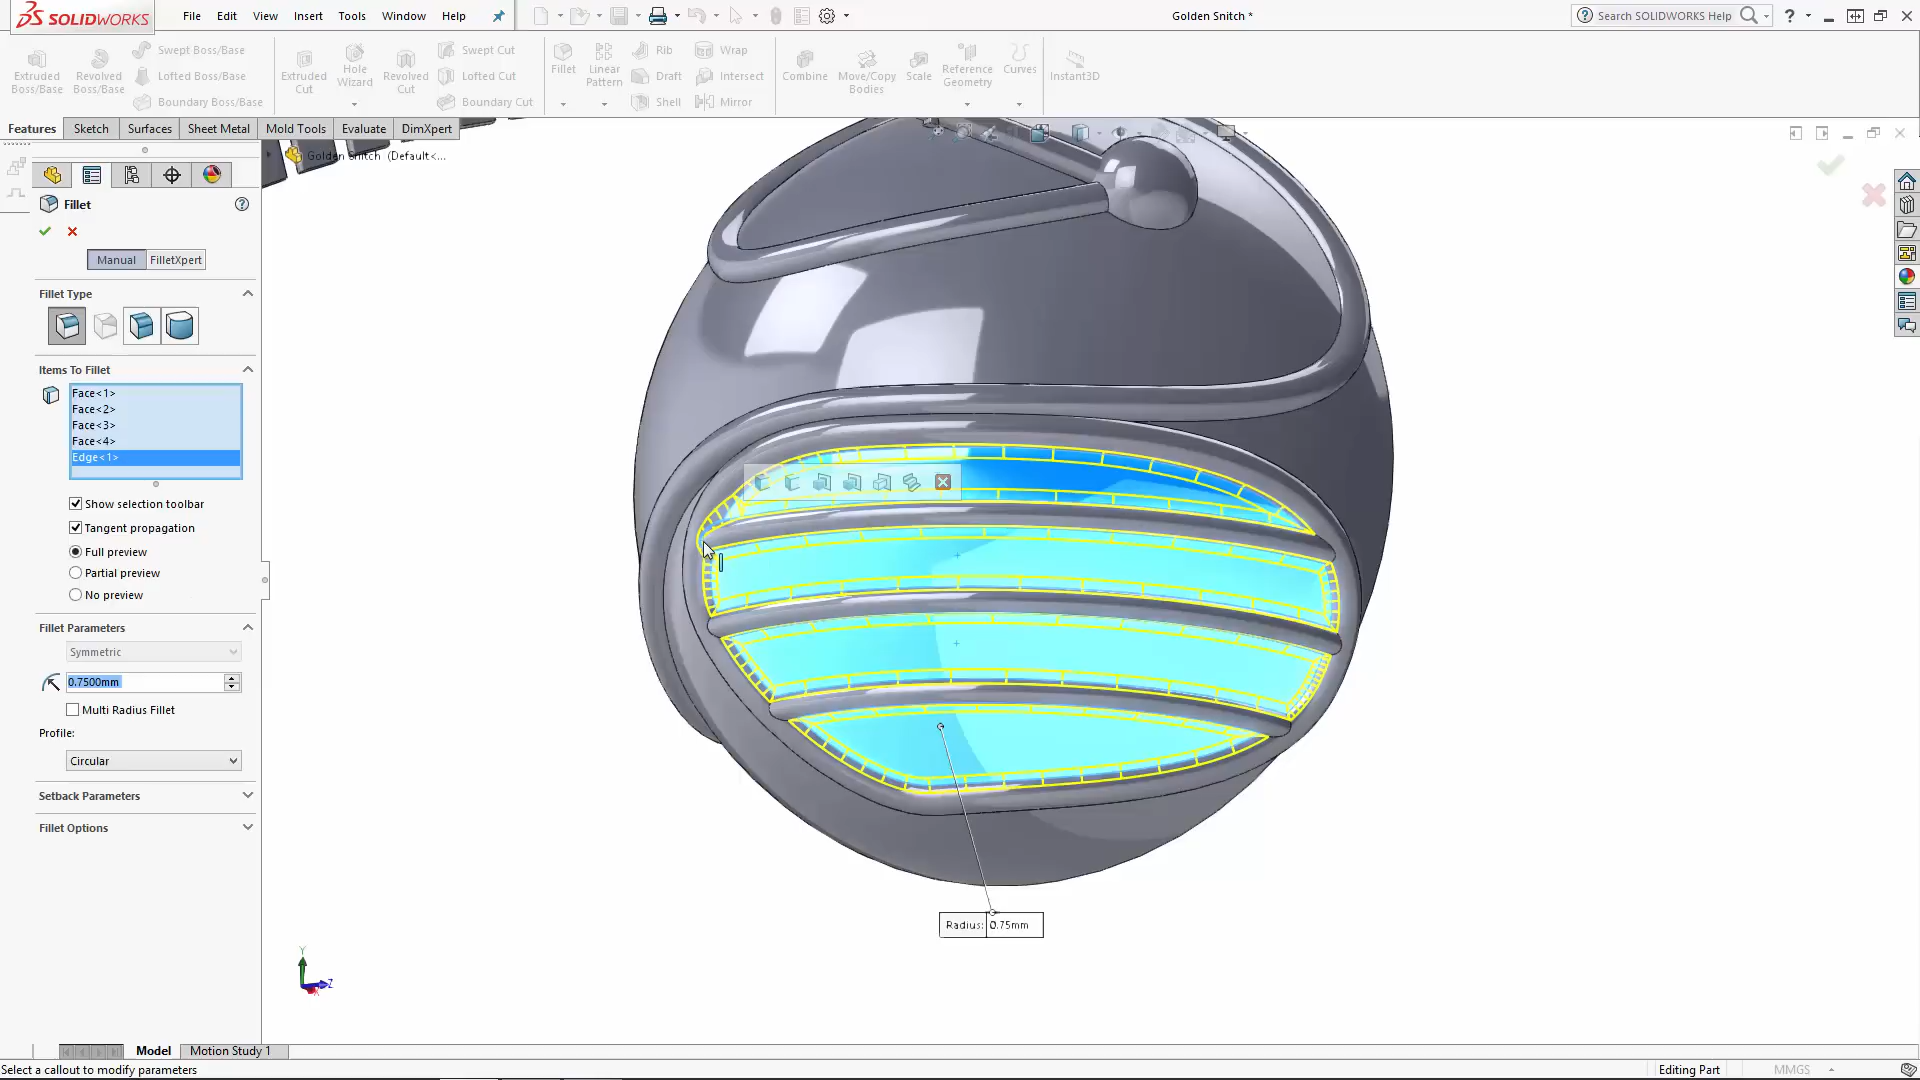 SOLIDWORKS
File Edit View Insert Tools Window Help
Golden Snitch *
Search SOLIDWORKS Help
Extruded Boss/Base
Revolved Boss/Base
Swept Boss/Base
Lofted Boss/Base
Boundary Boss/Base
Extruded Cut
Hole Wizard
Revolved Cut
Swept Cut
Lofted Cut
Boundary Cut
Fillet
Linear Pattern
Rib
Draft
Shell
Wrap
Intersect
Mirror
Combine
Move/Copy Bodies
Scale
Reference Geometry
Curves
Instant3D
Features Sketch Surfaces Sheet Metal Mold Tools Evaluate DimXpert
Golden Snitch (Default<...
Fillet
Manual FilletXpert
Fillet Type
Items To Fillet
Face<1>
Face<2>
Face<3>
Face<4>
Edge<1>
Show selection toolbar
Tangent propagation
Full preview
Partial preview
No preview
Fillet Parameters
Symmetric
0.7500mm
Multi Radius Fillet
Profile:
Circular
Setback Parameters
Fillet Options
Radius: 0.75mm
Y
Z
X
Model Motion Study 1
Select a callout to modify parameters
Editing Part
MMGS